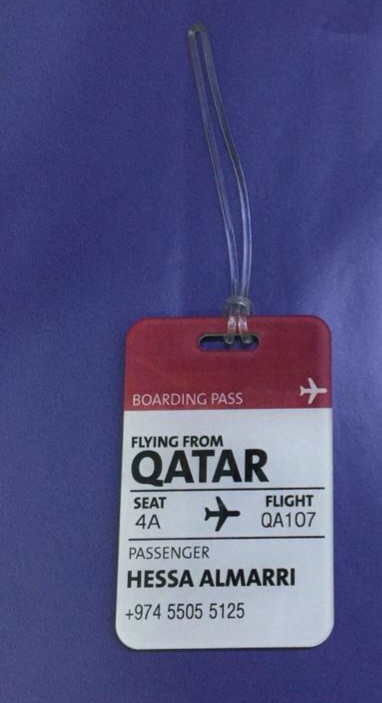 BOARDING PASS
FLYING FROM
QATAR
SEAT FLIGHT
4A QA107
PASSENGER
HESSA ALMARRI
+974 5505 5125